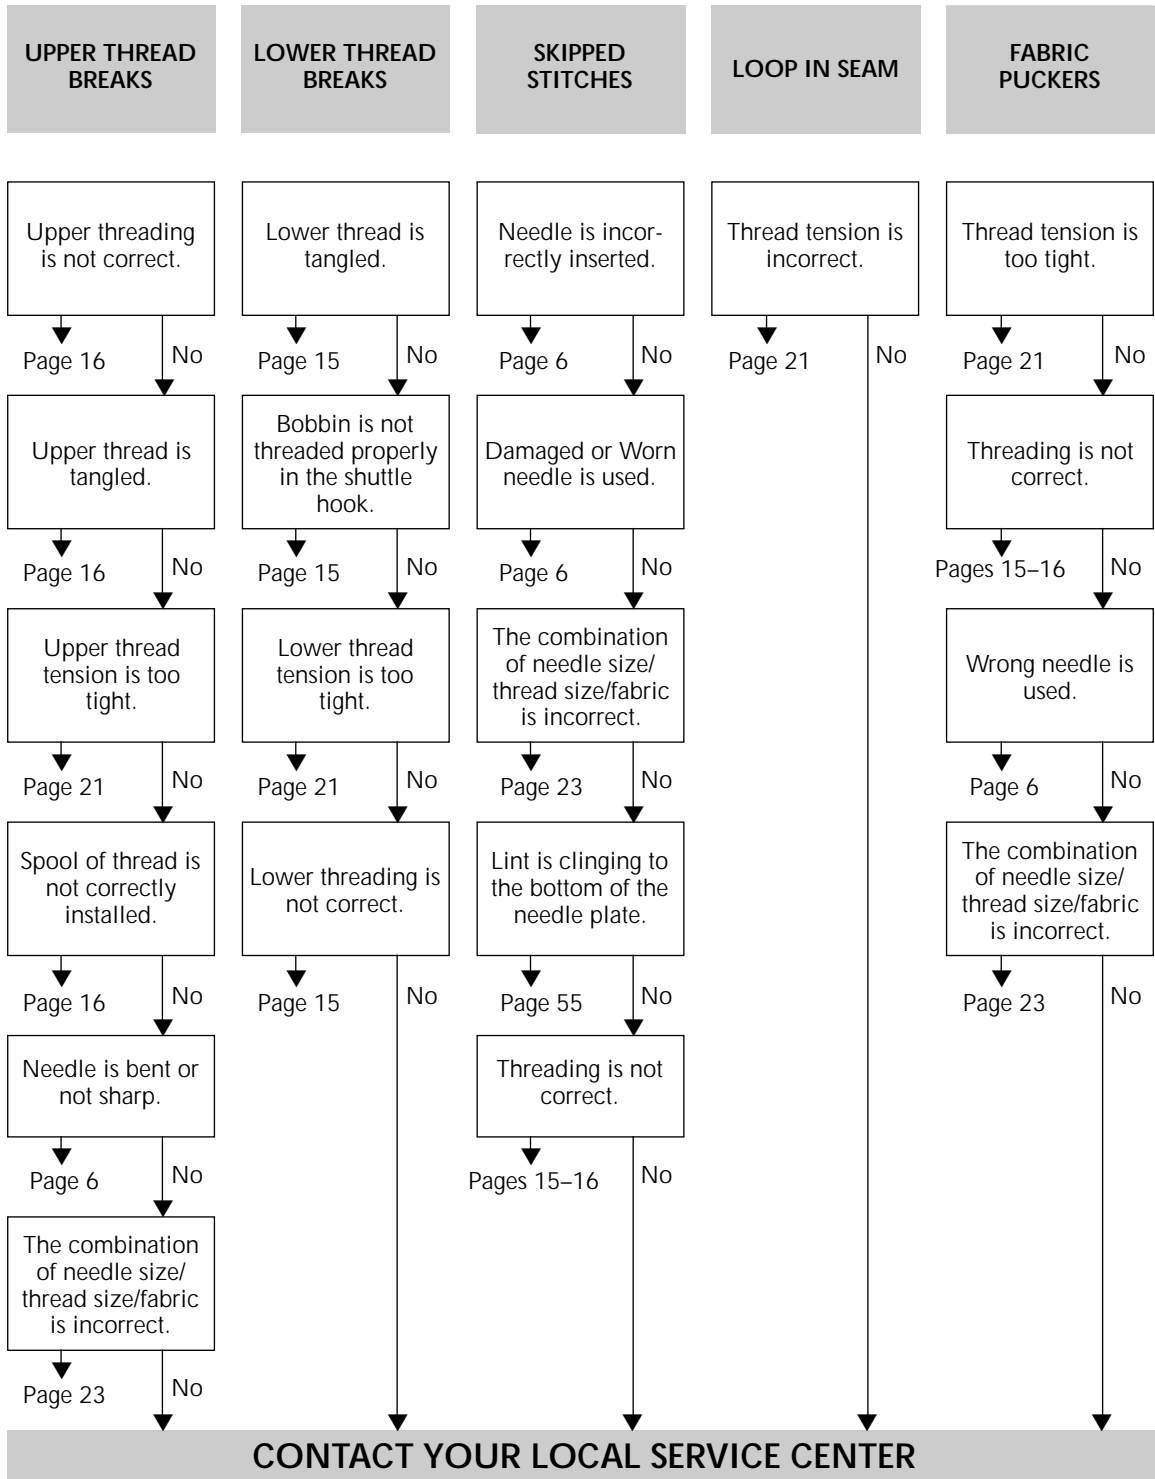 UPPER THREAD
BREAKS
LOWER THREAD
BREAKS
SKIPPED
STITCHES
LOOP IN SEAM
FABRIC
PUCKERS
Upper threading
is not correct.
Page 16
No
Upper thread is
tangled.
Page 16
No
Upper thread
tension is too
tight.
Page 21
No
Spool of thread is
not correctly
installed.
Page 16
No
Needle is bent or
not sharp.
Page 6
No
The combination
of needle size/
thread size/fabric
is incorrect.
Page 23
No
Lower thread is
tangled.
Page 15
No
Bobbin is not
threaded properly
in the shuttle
hook.
Page 15
No
Lower thread
tension is too
tight.
Page 21
No
Lower threading is
not correct.
Page 15
No
Needle is incor-
rectly inserted.
Page 6
No
Damaged or Worn
needle is used.
Page 6
No
The combination
of needle size/
thread size/fabric
is incorrect.
Page 23
No
Lint is clinging to
the bottom of the
needle plate.
Page 55
No
Threading is not
correct.
Pages 15–16
No
Thread tension is
incorrect.
Page 21
No
Thread tension is
too tight.
Page 21
No
Threading is not
correct.
Pages 15–16
No
Wrong needle is
used.
Page 6
No
The combination
of needle size/
thread size/fabric
is incorrect.
Page 23
No
CONTACT YOUR LOCAL SERVICE CENTER